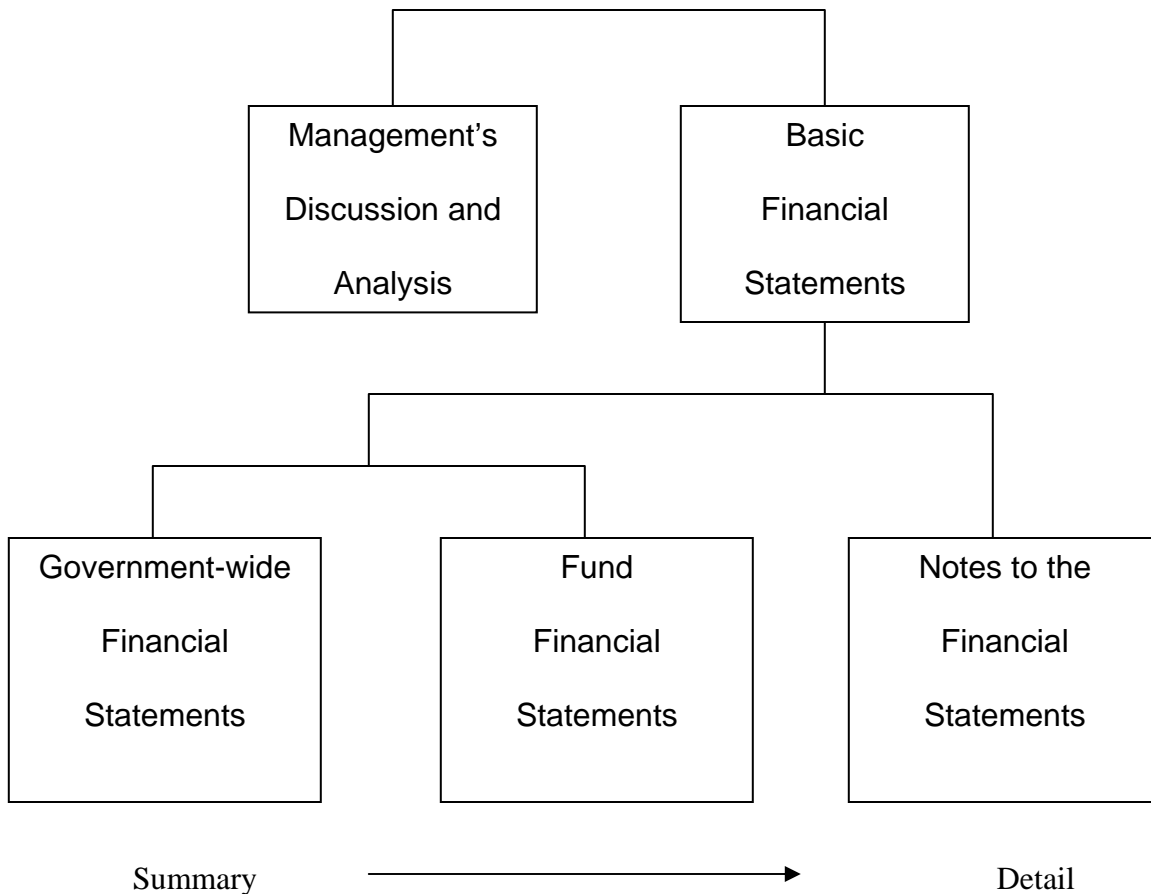 Management’s
Discussion and
Analysis
Basic
Financial
Statements
Government-wide
Financial
Statements
Fund
Financial
Statements
Notes to the
Financial
Statements
Summary
Detail